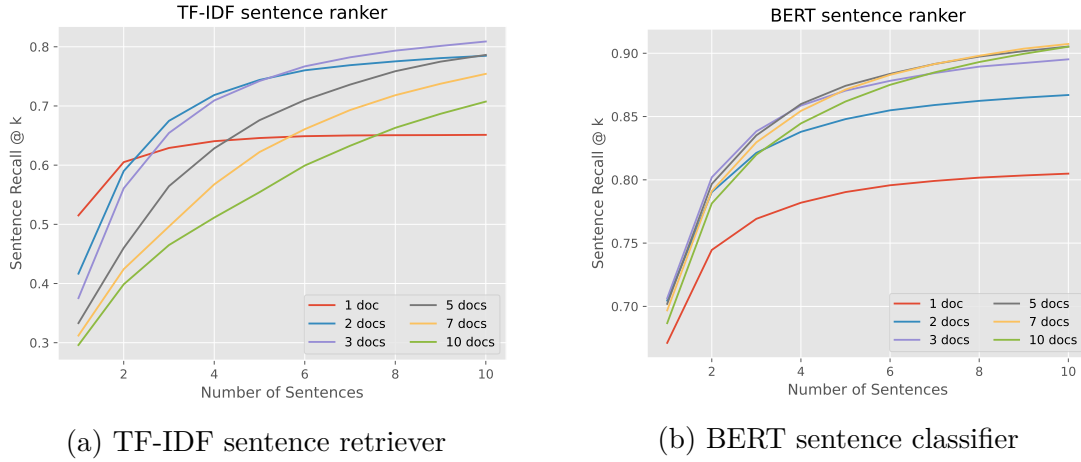 TF-IDF sentence ranker
Sentence Recall @ k
0.8
0.7
0.6
0.5
0.4
0.3
2
4
6
8
10
Number of Sentences
1 doc
2 docs
3 docs
5 docs
7 docs
10 docs
(a) TF-IDF sentence retriever
BERT sentence ranker
Sentence Recall @ k
0.90
0.85
0.80
0.75
0.70
2
4
6
8
10
Number of Sentences
1 doc
2 docs
3 docs
5 docs
7 docs
10 docs
(b) BERT sentence classifier